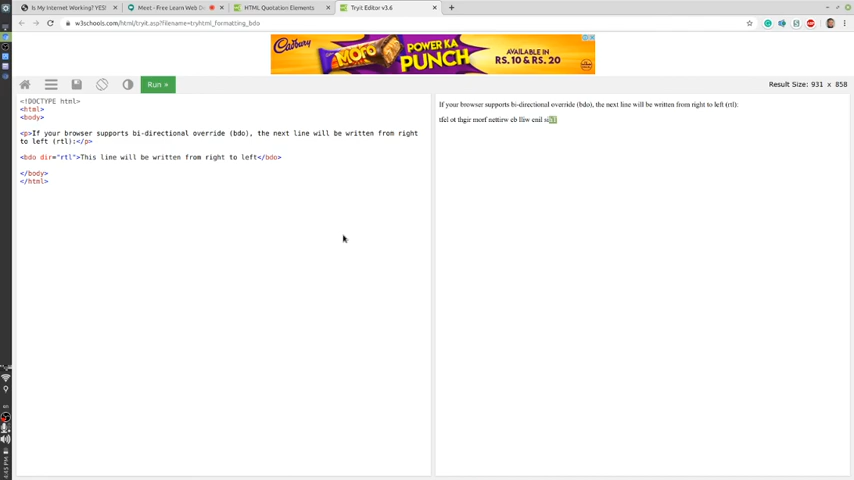 Is My Internet Working? YES!
Meet - Free Learn Web D
HTML Quotation Elements
Tryit Editor v3.6
w3schools.com/html/tryit.asp?filename=tryhtml_formatting_bdo
Cadbury
MORO
POWER KA
PUNCH
AVAILABLE IN
RS. 10 & RS. 20
Run »
Result Size: 931 x 858
<!DOCTYPE html>
<html>
<body>
<p>If your browser supports bi-directional override (bdo), the next line will be written from right
to left (rtl):</p>
<bdo dir="rtl">This line will be written from right to left</bdo>
</body>
</html>
If your browser supports bi-directional override (bdo), the next line will be written from right to left (rtl):
tfel ot thgir morf nettirw eb lliw enil si
4:45 PM